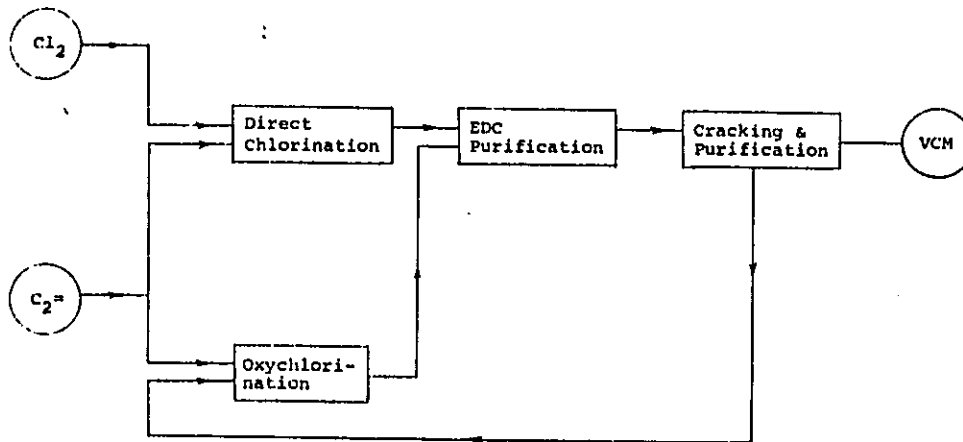 Cl2
Direct
Chlorination
EDC
Purification
Cracking &
Purification
VCM
C2=
Oxychlori-
nation